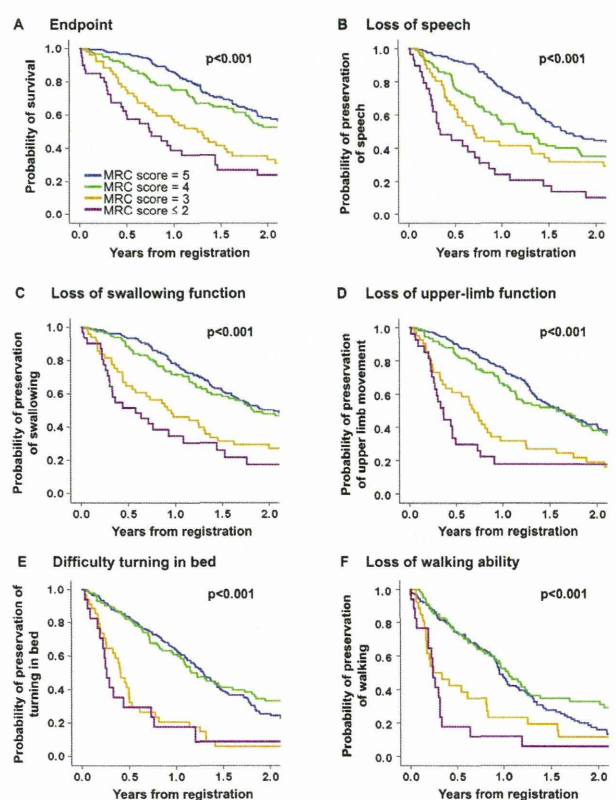 A Endpoint
p<0.001
Probability of survival
1.0
0.8
0.6
0.4
0.2
0.0
MRC score = 5
MRC score = 4
MRC score = 3
MRC score ≤ 2
0.0 0.5 1.0 1.5 2.0
Years from registration
B Loss of speech
p<0.001
Probability of preservation
of speech
1.0
0.8
0.6
0.4
0.2
0.0
0.0 0.5 1.0 1.5 2.0
Years from registration
C Loss of swallowing function
p<0.001
Probability of preservation
of swallowing
1.0
0.8
0.6
0.4
0.2
0.0
0.0 0.5 1.0 1.5 2.0
Years from registration
D Loss of upper-limb function
p<0.001
Probability of preservation
of upper limb movement
1.0
0.8
0.6
0.4
0.2
0.0
0.0 0.5 1.0 1.5 2.0
Years from registration
E Difficulty turning in bed
p<0.001
Probability of preservation of
turning in bed
1.0
0.8
0.6
0.4
0.2
0.0
0.0 0.5 1.0 1.5 2.0
Years from registration
F Loss of walking ability
p<0.001
Probability of preservation
of walking
1.0
0.8
0.6
0.4
0.2
0.0
0.0 0.5 1.0 1.5 2.0
Years from registration